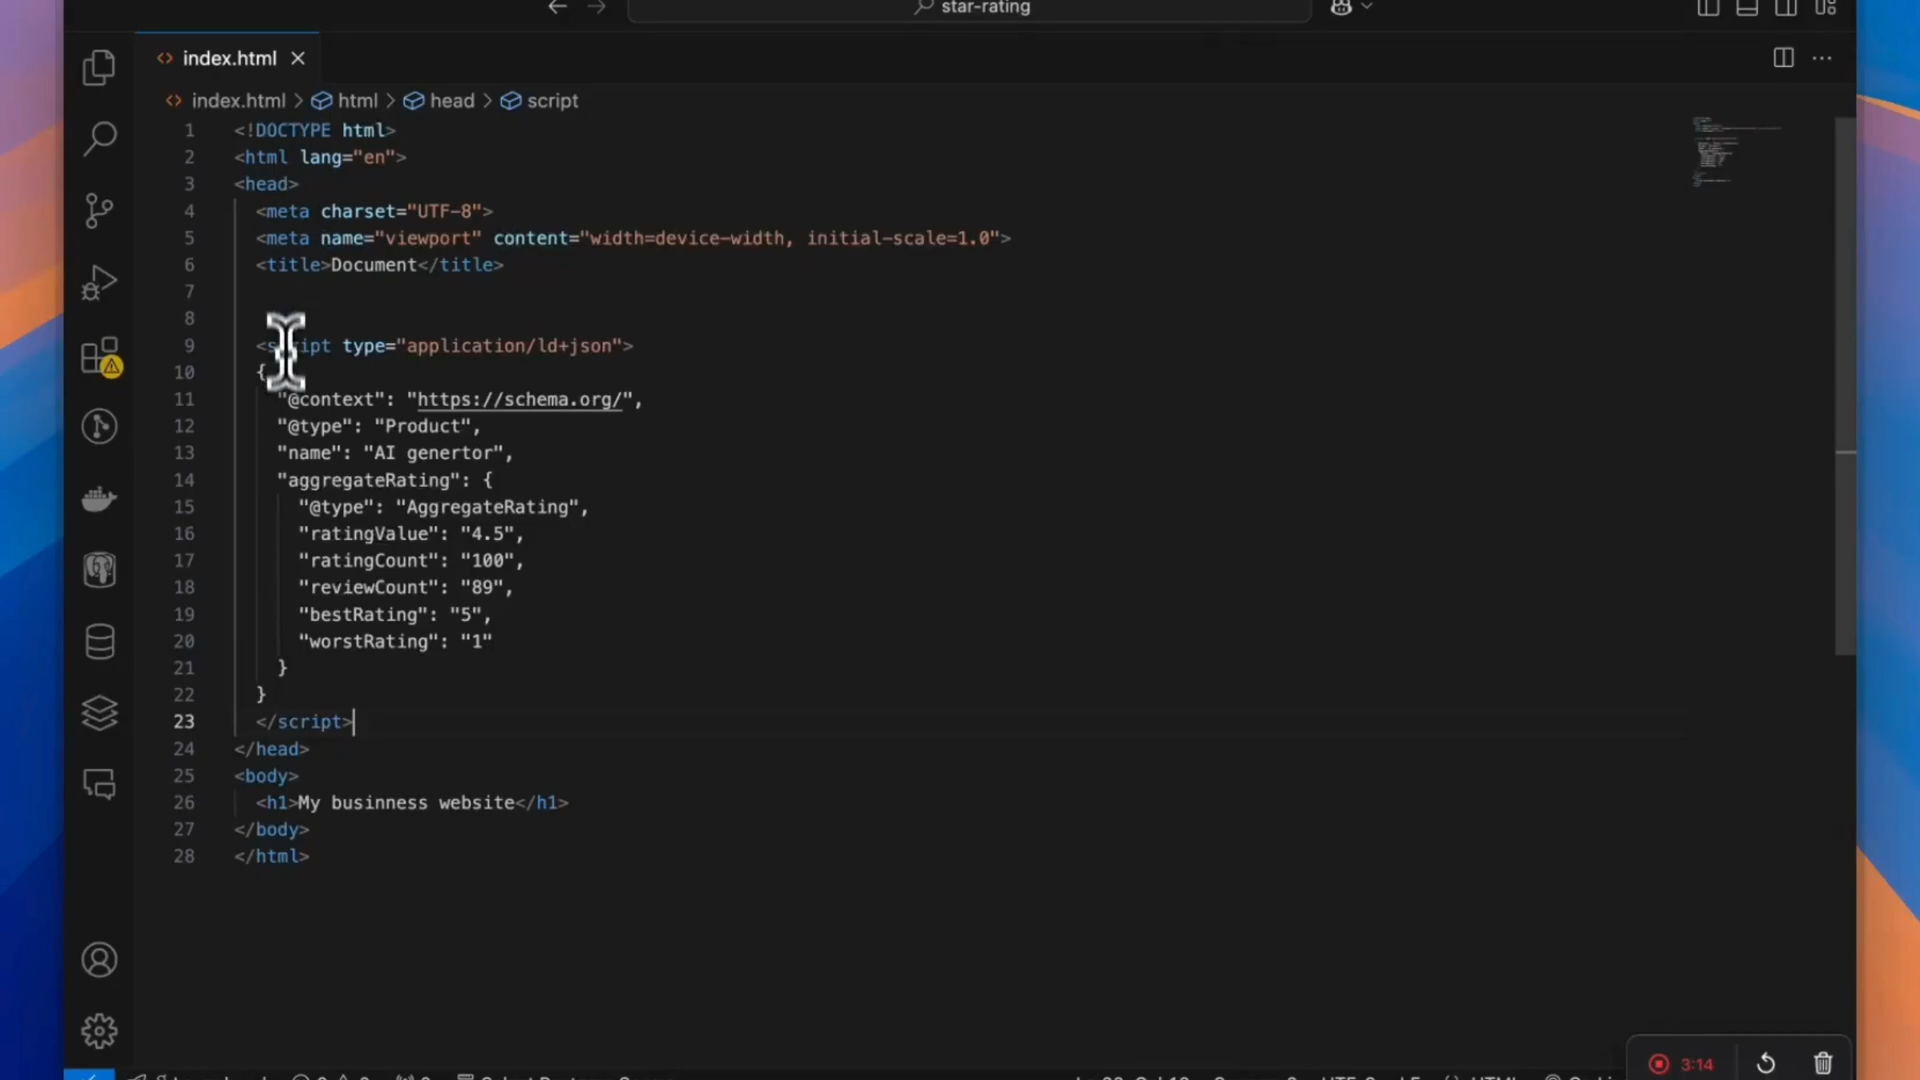 star-rating
index.html
index.html > html > head > script
1 <!DOCTYPE html>
2 <html lang="en">
3 <head>
4 <meta charset="UTF-8">
5 <meta name="viewport" content="width=device-width, initial-scale=1.0">
6 <title>Document</title>
7
8
9 <script type="application/ld+json">
10 {
11 "@context": "https://schema.org/",
12 "@type": "Product",
13 "name": "AI genertor",
14 "aggregateRating": {
15 "@type": "AggregateRating",
16 "ratingValue": "4.5",
17 "ratingCount": "100",
18 "reviewCount": "89",
19 "bestRating": "5",
20 "worstRating": "1"
21 }
22 }
23 </script>
24 </head>
25 <body>
26 <h1>My businness website</h1>
27 </body>
28 </html>
3:14